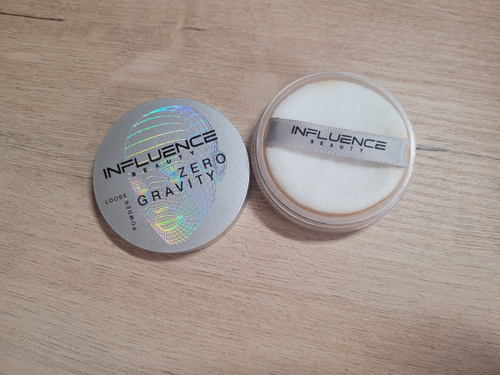 INFLUENCE
BEAUTY
ZERO
GRAVITY
LOOSE
POWDER
INFLUENCE
BEAUTY